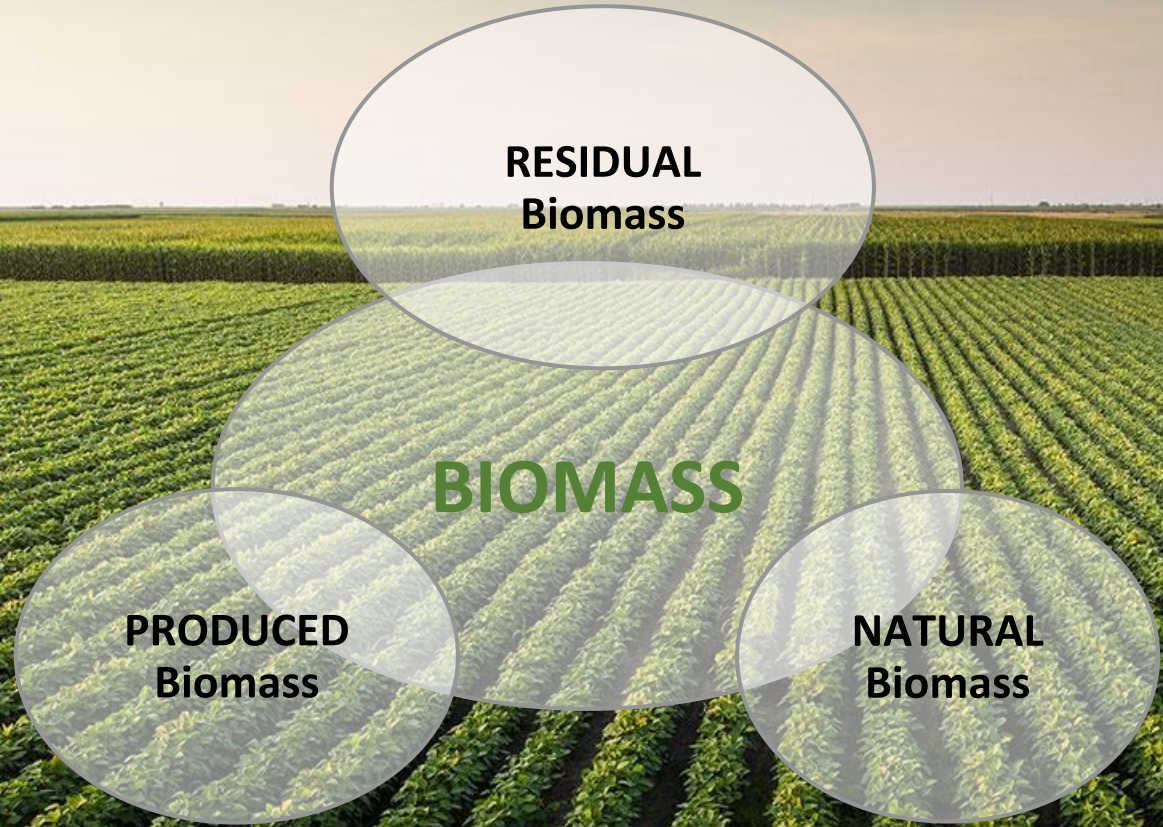 RESIDUAL
Biomass
BIOMASS
PRODUCED
Biomass
NATURAL
Biomass